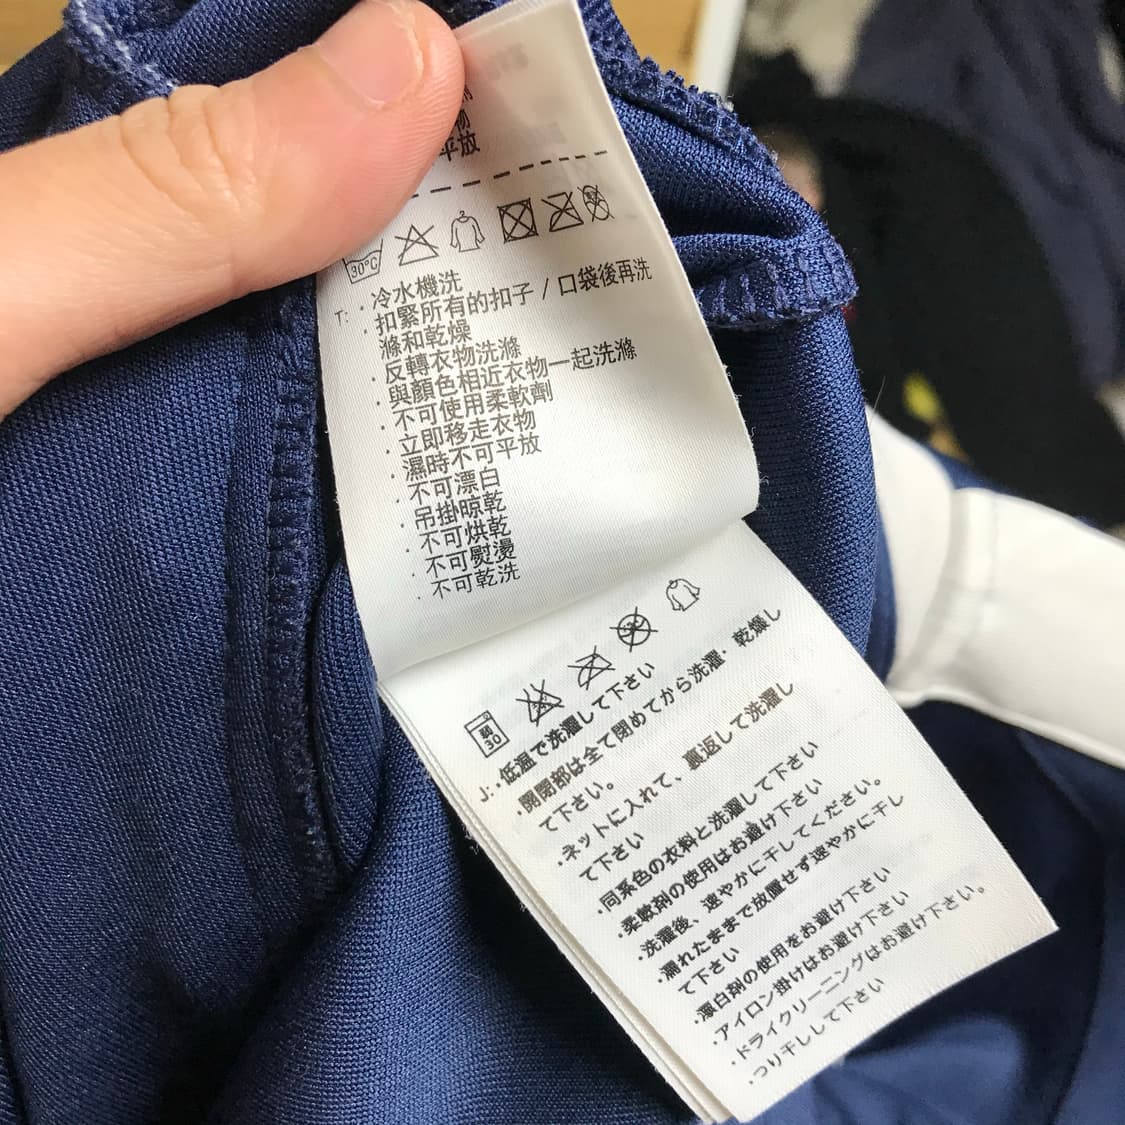 物
平放
30°C
T: · 冷水機洗
· 扣緊所有的扣子 / 口袋後再洗
滌和乾燥
· 反轉衣物洗滌
· 與顏色相近衣物一起洗滌
· 不可使用柔軟劑
· 立即移走衣物
· 濕時不可平放
· 不可漂白
· 吊掛晾乾
· 不可烘乾
· 不可熨燙
· 不可乾洗
30
J: ·低温で洗濯して下さい
·開閉部は全て閉めてから洗濯·乾燥し
て下さい。
·ネットに入れて、裏返して洗濯し
て下さい
·同系色の衣料と洗濯して下さい
·柔軟剤の使用はお避け下さい
·洗濯後、速やかに干してください。
·濡れたままで放置せず速やかに干し
て下さい
·漂白剤の使用をお避け下さい
·アイロン掛けはお避け下さい
·ドライクリーニングはお避け下さい。
·つり干しして下さい